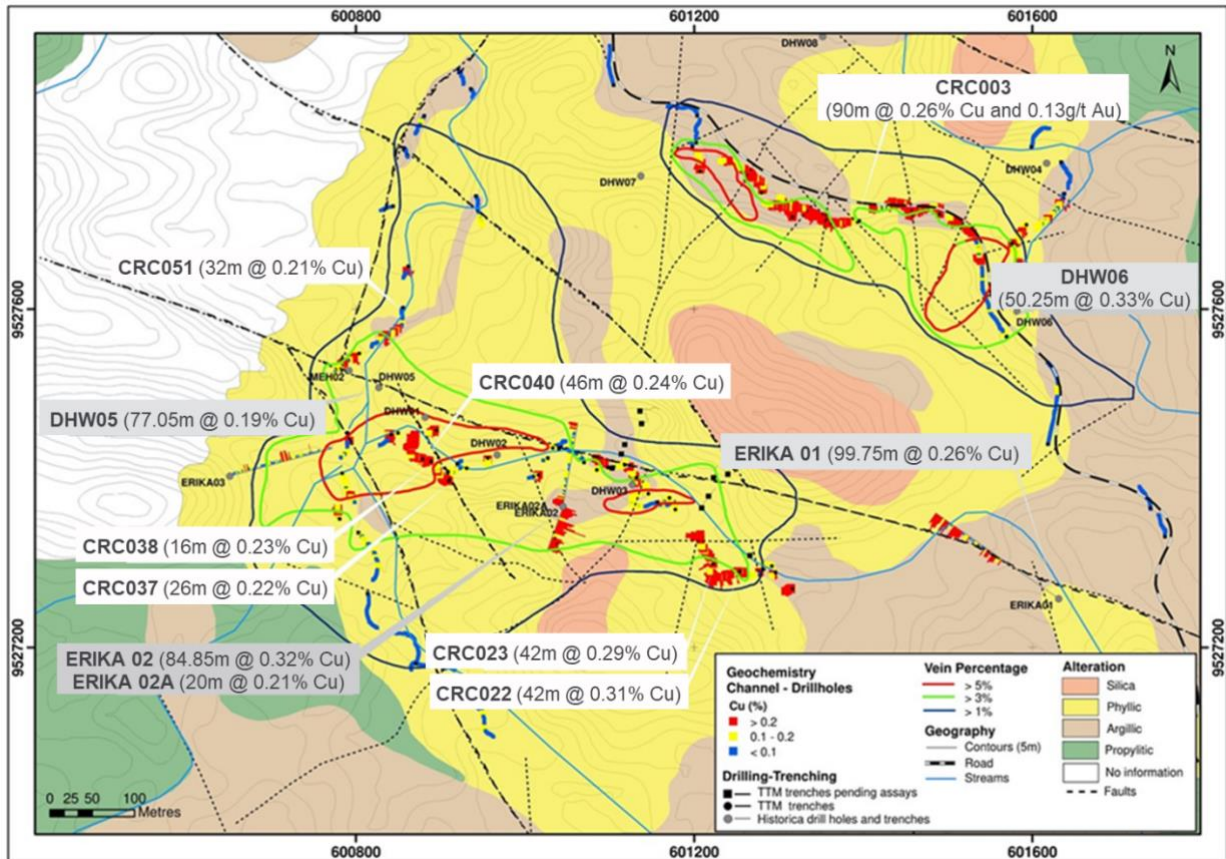 600800 601200 601600
DHW08
N
CRC003
(90m @ 0.26% Cu and 0.13g/t Au)
DHW04
DHW07
CRC051 (32m @ 0.21% Cu)
DHW06
(50.25m @ 0.33% Cu)
9527600 9527600
DHW06
MEH02
DHW05
CRC040 (46m @ 0.24% Cu)
DHW05 (77.05m @ 0.19% Cu)
DHW01
DHW02
ERIKA 01 (99.75m @ 0.26% Cu)
ERIKA03
DHW03
ERIKA02A
ERIKA02
CRC038 (16m @ 0.23% Cu)
CRC037 (26m @ 0.22% Cu)
ERIKA01
ERIKA 02 (84.85m @ 0.32% Cu)
ERIKA 02A (20m @ 0.21% Cu)
CRC023 (42m @ 0.29% Cu)
CRC022 (42m @ 0.31% Cu)
9527200 9527200
Geochemistry
Channel - Drillholes
Cu (%)
> 0.2
0.1 - 0.2
< 0.1
Drilling-Trenching
TTM trenches pending assays
TTM trenches
Historica drill holes and trenches
Vein Percentage
> 5%
> 3%
> 1%
Geography
Contours (5m)
Road
Streams
Alteration
Silica
Phyllic
Argillic
Propylitic
No information
Faults
0 25 50 100
Metres
600800 601200 601600